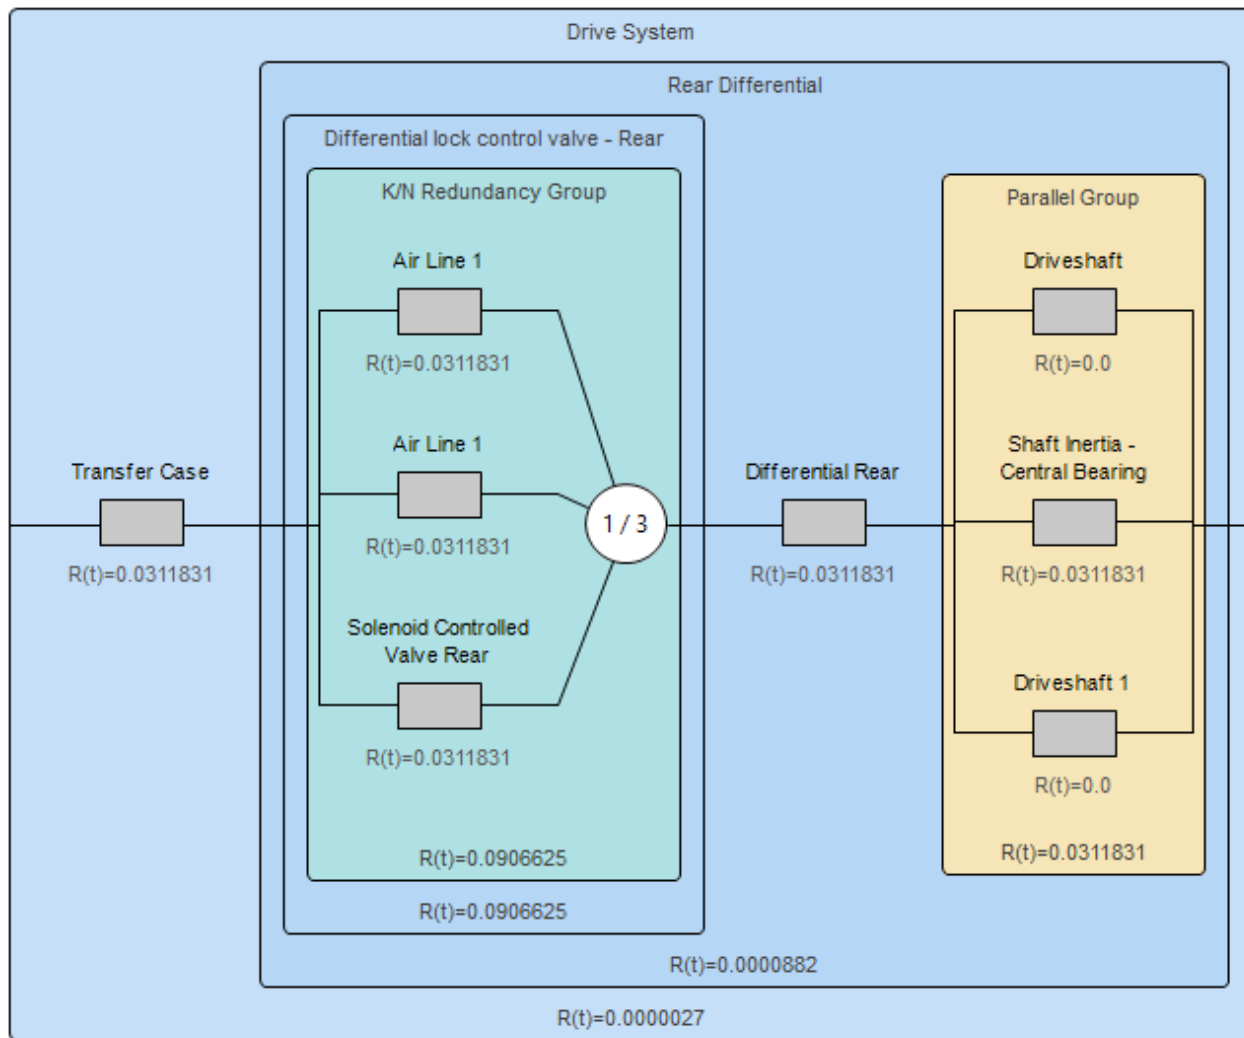 Drive System
Rear Differential
Differential lock control valve - Rear
K/N Redundancy Group
Air Line 1
R(t)=0.0311831
Air Line 1
R(t)=0.0311831
Solenoid Controlled
Valve Rear
R(t)=0.0311831
1 / 3
R(t)=0.0906625
R(t)=0.0906625
Transfer Case
R(t)=0.0311831
Differential Rear
R(t)=0.0311831
Parallel Group
Driveshaft
R(t)=0.0
Shaft Inertia -
Central Bearing
R(t)=0.0311831
Driveshaft 1
R(t)=0.0
R(t)=0.0311831
R(t)=0.0000882
R(t)=0.0000027